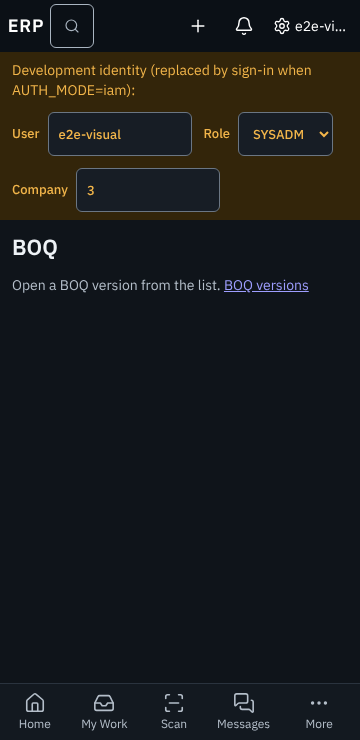 ERP e2e-vi...
Development identity (replaced by sign-in when
AUTH_MODE=iam):
User e2e-visual Role SYSADM
Company 3
BOQ
Open a BOQ version from the list. BOQ versions
Home My Work Scan Messages More